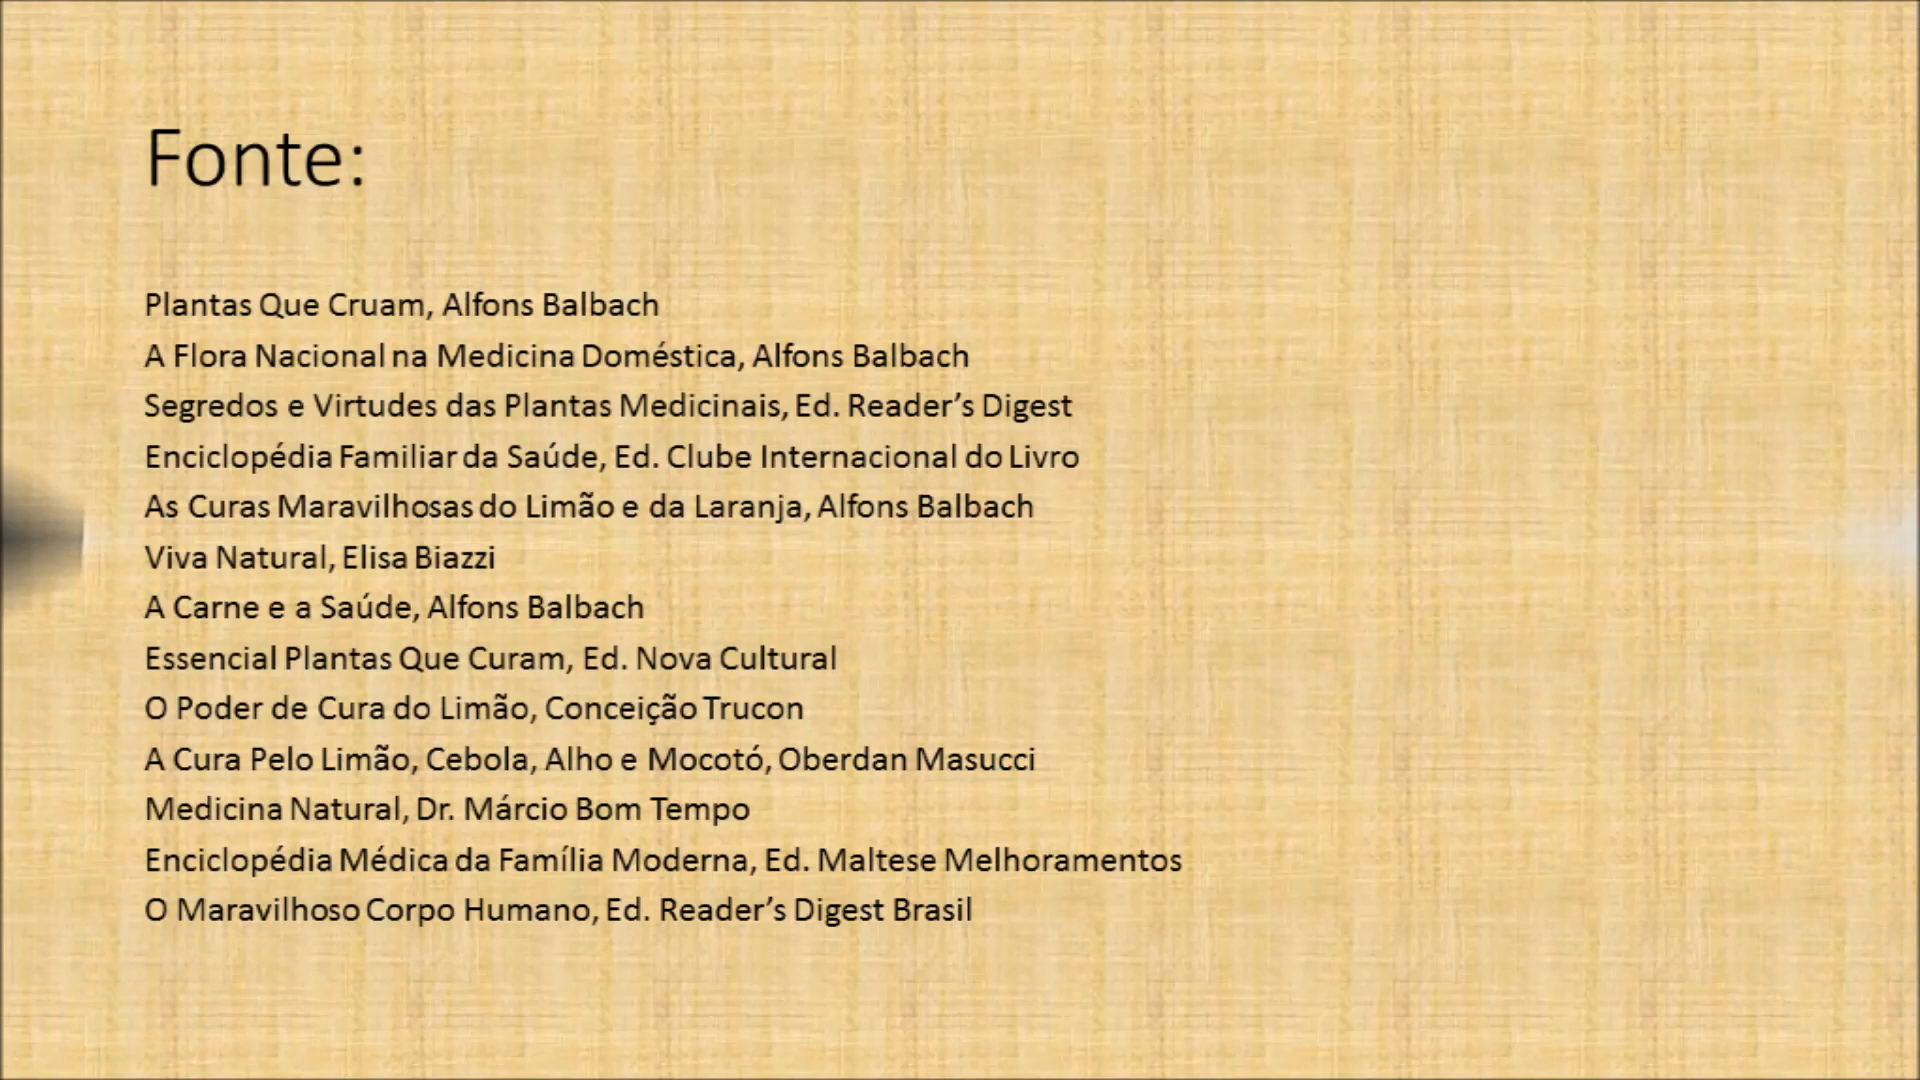 Fonte:
Plantas Que Cruam, Alfons Balbach
A Flora Nacional na Medicina Doméstica, Alfons Balbach
Segredos e Virtudes das Plantas Medicinais, Ed. Reader’s Digest
Enciclopédia Familiar da Saúde, Ed. Clube Internacional do Livro
As Curas Maravilhosas do Limão e da Laranja, Alfons Balbach
Viva Natural, Elisa Biazzi
A Carne e a Saúde, Alfons Balbach
Essencial Plantas Que Curam, Ed. Nova Cultural
O Poder de Cura do Limão, Conceição Trucon
A Cura Pelo Limão, Cebola, Alho e Mocotó, Oberdan Masucci
Medicina Natural, Dr. Márcio Bom Tempo
Enciclopédia Médica da Família Moderna, Ed. Maltese Melhoramentos
O Maravilhoso Corpo Humano, Ed. Reader’s Digest Brasil